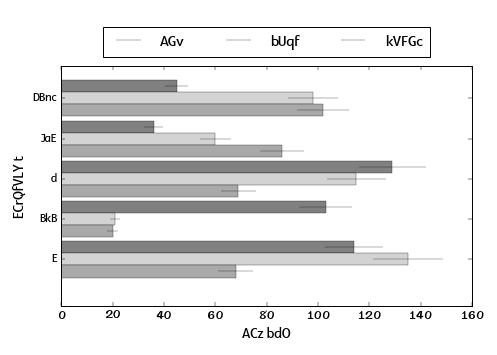 AGv bUqf kVFGc
ECrQfVLY t
DBnc
JaE
d
BkB
E
0 20 40 60 80 100 120 140 160
ACz bdO